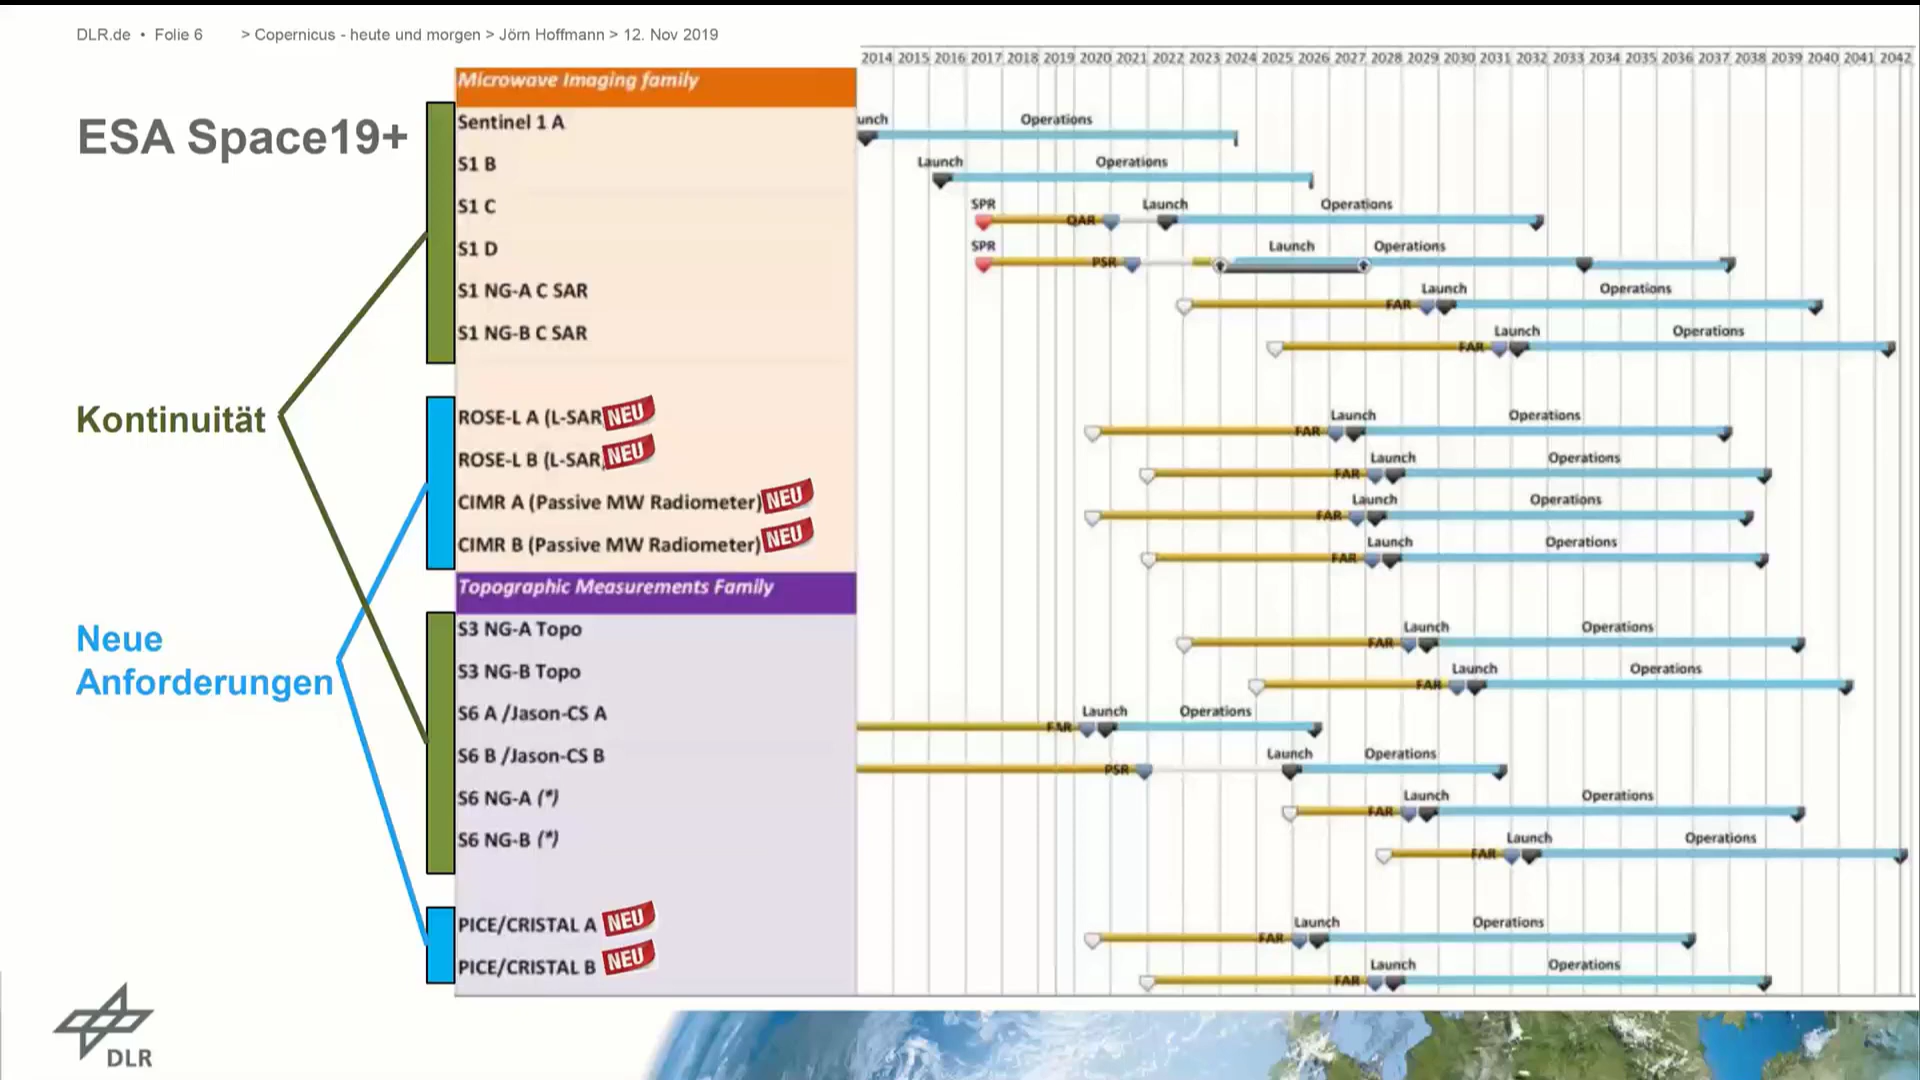 DLR.de • Folie 6 > Copernicus - heute und morgen > Jörn Hoffmann > 12. Nov 2019
2014 2015 2016 2017 2018 2019 2020 2021 2022 2023 2024 2025 2026 2027 2028 2029 2030 2031 2032 2033 2034 2035 2036 2037 2038 2039 2040 2041 2042
ESA Space19+
Kontinuität
Neue
Anforderungen
Microwave Imaging family
Sentinel 1 A unch Operations
S1 B Launch Operations
S1 C SPR QAR Launch Operations
S1 D SPR PSR Launch Operations
S1 NG-A C SAR FAR Launch Operations
S1 NG-B C SAR FAR Launch Operations
ROSE-L A (L-SAR NEU FAR Launch Operations
ROSE-L B (L-SAR NEU FAR Launch Operations
CIMR A (Passive MW Radiometer) NEU FAR Launch Operations
CIMR B (Passive MW Radiometer) NEU FAR Launch Operations
Topographic Measurements Family
S3 NG-A Topo FAR Launch Operations
S3 NG-B Topo FAR Launch Operations
S6 A /Jason-CS A FAR Launch Operations
S6 B /Jason-CS B PSR Launch Operations
S6 NG-A (*) FAR Launch Operations
S6 NG-B (*) FAR Launch Operations
PICE/CRISTAL A NEU FAR Launch Operations
PICE/CRISTAL B NEU FAR Launch Operations
DLR